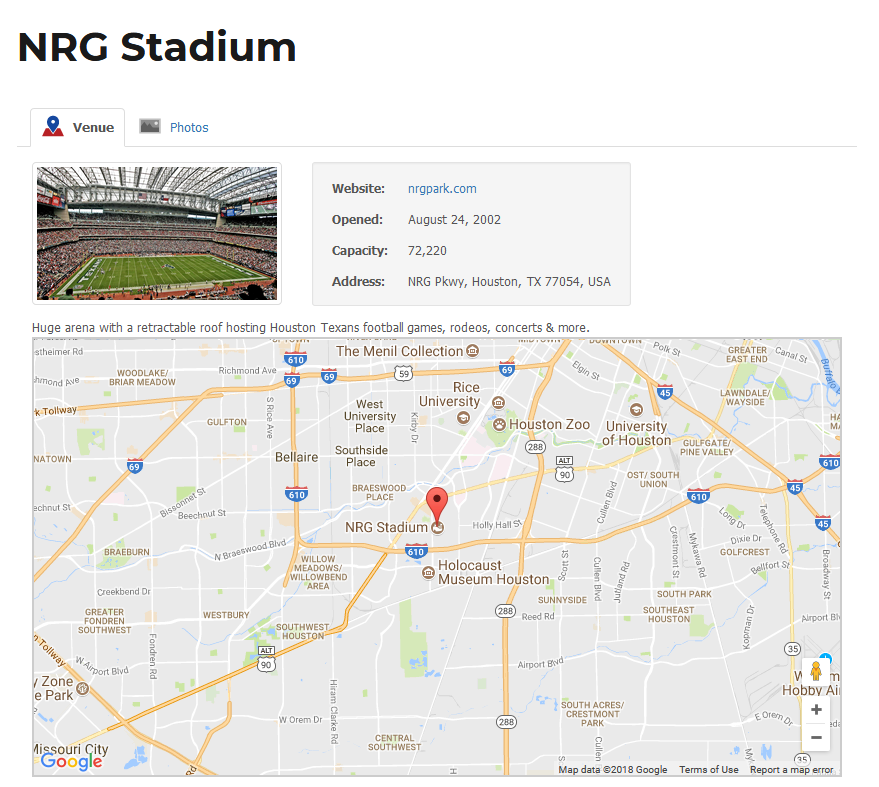 NRG Stadium
Venue
Photos
Website: nrgpark.com
Opened: August 24, 2002
Capacity: 72,220
Address: NRG Pkwy, Houston, TX 77054, USA
Huge arena with a retractable roof hosting Houston Texans football games, rodeos, concerts & more.
stheimer Rd
610
The Menil Collection
MIDTOWN
DOWNTOWN
Polk St
GREATER
EAST END
Canal St
Buffalo B
hmond Ave
WOODLAKE/
BRIAR MEADOW
Richmond Ave
69
69
59
69
Elgin St
k Tollway
S Rice Ave
West
University
Place
Kirby Dr
Rice
University
45
LAWNDALE/
WAYSIDE
GULFTON
Houston Zoo
University
of Houston
HA
MA
NATOM
69
Bellaire
Southside
Place
288
ALT
90
GULFGATE/
PINE VALLEY
610
echnut St
Bissonnet St
Beechnut St
610
BRAESWOOD
PLACE
Cullen Blvd
OST/ SOUTH
UNION
610
45
NRG Stadium
Holly Hall St
Long Dr
Telephone Rd
45
BRAEBURN
N Braeswood Blvd
610
Scott St
Crestmont St
Mykawa Rd
Dixie Dr
GOLFCREST
Bellfort St
Broadway St
WILLOW
MEADOWS/
WILLOWBEND
AREA
Holocaust
Museum Houston
Cullen Blvd
Jutland Rd
Creekbend Dr
GREATER
FONDREN
SOUTHWEST
WESTBURY
SOUTHWEST
HOUSTON
288
Reed Rd
SUNNYSIDE
SOUTH PARK
SOUTHEAST
HOUSTON
Kopman Dr
Airport Bl
n Tollway
W Airport Blvd
Fondren Rd
ALT
90
Airport Blvd
35
y Zone
e Park
Hiram Clarke Rd
W m
Hobby Air
W Orem Dr
288
SOUTH ACRES/
CRESTMONT
PARK
E Orem Dr
Missouri City
CENTRAL
SOUTHWEST
Cullen
35
Google
Map data ©2018 Google
Terms of Use
Report a map error